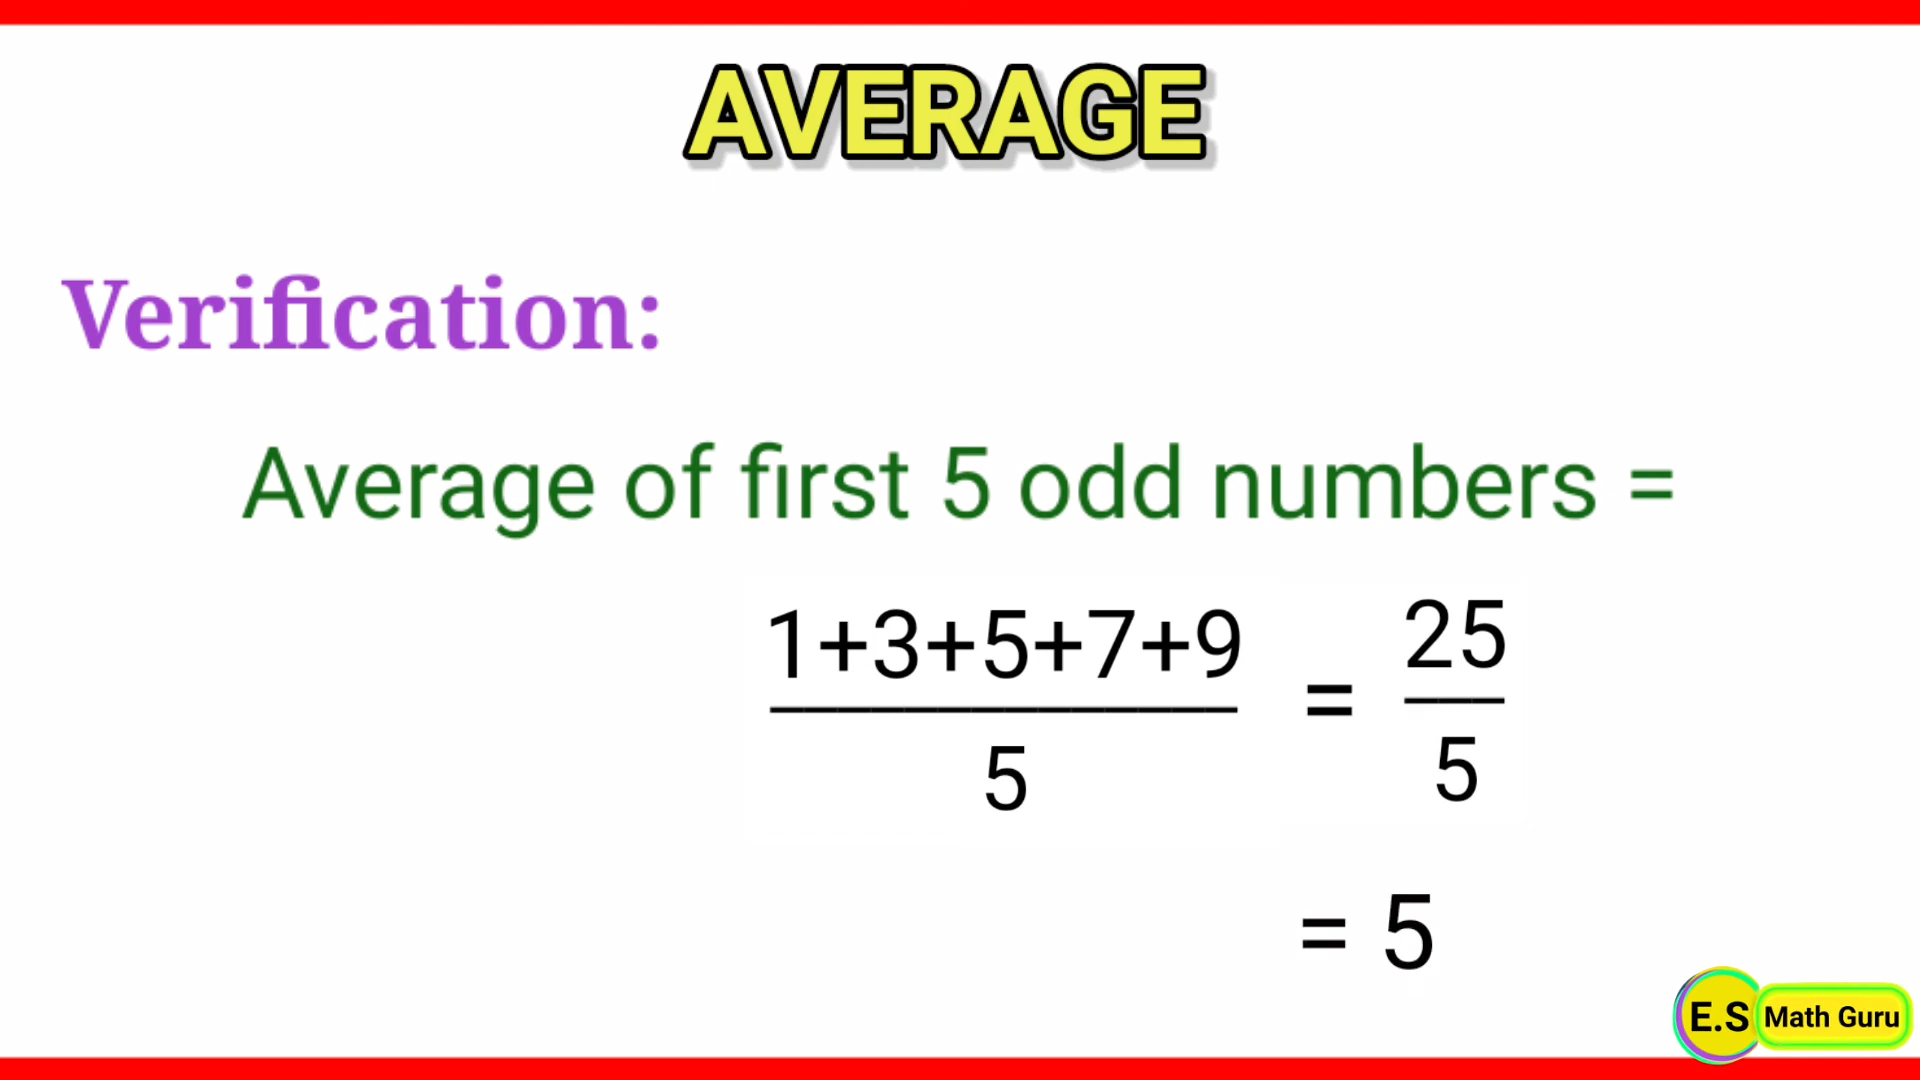 AVERAGE
Verification:
Average of first 5 odd numbers =
1+3+5+7+9
5
=
25
5
= 5
E.S Math Guru